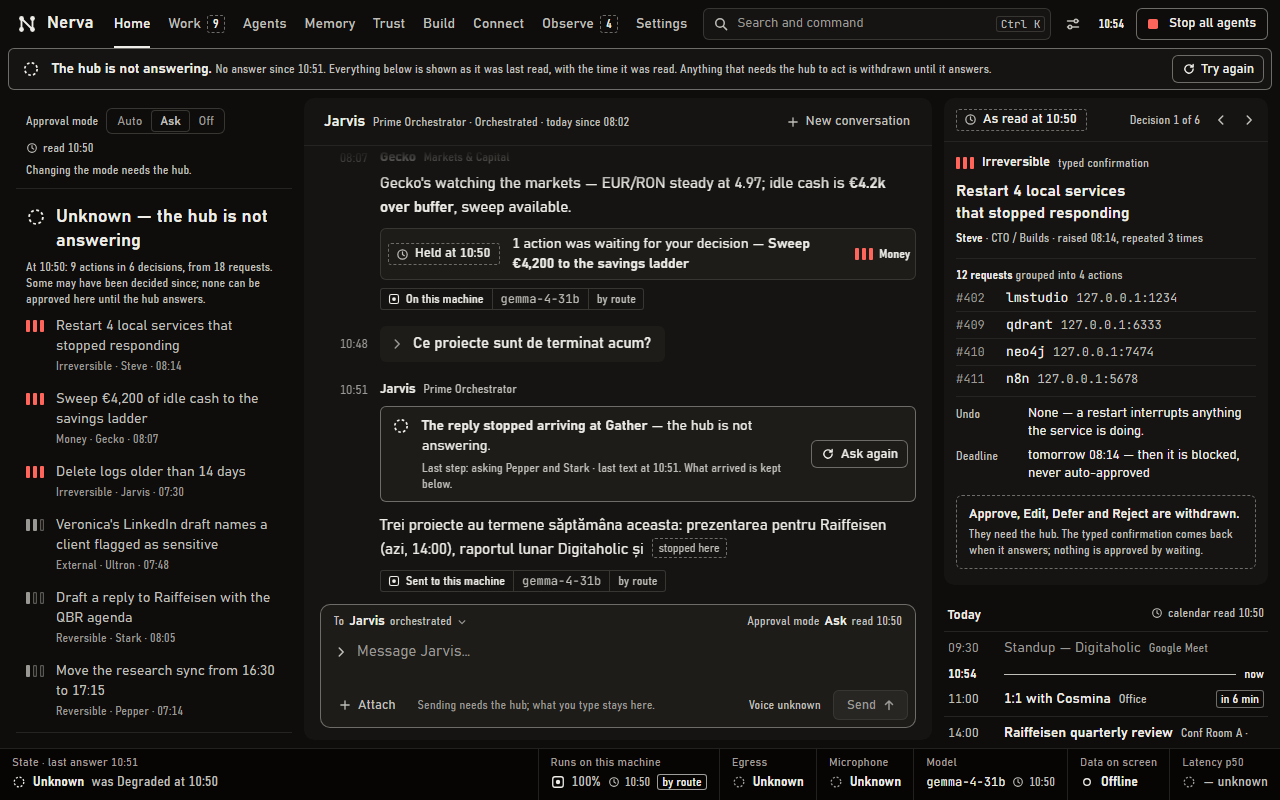 Nerva Home Work 9 Agents Memory Trust Build Connect Observe 4 Settings Search and command Ctrl K 10:54 Stop all agents
The hub is not answering. No answer since 10:51. Everything below is shown as it was last read, with the time it was read. Anything that needs the hub to act is withdrawn until it answers. Try again
Approval mode Auto Ask Off
read 10:50
Changing the mode needs the hub.
Unknown — the hub is not
answering
At 10:50: 9 actions in 6 decisions, from 18 requests.
Some may have been decided since; none can be
approved here until the hub answers.
Restart 4 local services that
stopped responding
Irreversible · Steve · 08:14
Sweep €4,200 of idle cash to the
savings ladder
Money · Gecko · 08:07
Delete logs older than 14 days
Irreversible · Jarvis · 07:30
Veronica's LinkedIn draft names a
client flagged as sensitive
External · Ultron · 07:48
Draft a reply to Raiffeisen with the
QBR agenda
Reversible · Stark · 08:05
Move the research sync from 16:30
to 17:15
Reversible · Pepper · 07:14
Jarvis Prime Orchestrator · Orchestrated · today since 08:02 New conversation
08:07 Gecko Markets & Capital
Gecko's watching the markets — EUR/RON steady at 4.97; idle cash is €4.2k
over buffer, sweep available.
Held at 10:50 1 action was waiting for your decision — Sweep
€4,200 to the savings ladder Money
On this machine gemma-4-31b by route
10:48 Ce proiecte sunt de terminat acum?
10:51 Jarvis Prime Orchestrator
The reply stopped arriving at Gather — the hub is not
answering.
Last step: asking Pepper and Stark · last text at 10:51. What arrived is kept
below.
Ask again
Trei proiecte au termene săptămâna aceasta: prezentarea pentru Raiffeisen
(azi, 14:00), raportul lunar Digitaholic și stopped here
Sent to this machine gemma-4-31b by route
To Jarvis orchestrated Approval mode Ask read 10:50
Message Jarvis...
Attach Sending needs the hub; what you type stays here. Voice unknown Send
As read at 10:50 Decision 1 of 6
Irreversible typed confirmation
Restart 4 local services
that stopped responding
Steve · CTO / Builds · raised 08:14, repeated 3 times
12 requests grouped into 4 actions
#402 lmstudio 127.0.0.1:1234
#409 qdrant 127.0.0.1:6333
#410 neo4j 127.0.0.1:7474
#411 n8n 127.0.0.1:5678
Undo None — a restart interrupts anything
the service is doing.
Deadline tomorrow 08:14 — then it is blocked,
never auto-approved
Approve, Edit, Defer and Reject are withdrawn.
They need the hub. The typed confirmation comes back
when it answers; nothing is approved by waiting.
Today calendar read 10:50
09:30 Standup — Digitaholic Google Meet
10:54 now
11:00 1:1 with Cosmina Office in 6 min
14:00 Raiffeisen quarterly review Conf Room A ·
State · last answer 10:51
Unknown was Degraded at 10:50
Runs on this machine
100% 10:50 by route
Egress
Unknown
Microphone
Unknown
Model
gemma-4-31b 10:50
Data on screen
Offline
Latency p50
— unknown